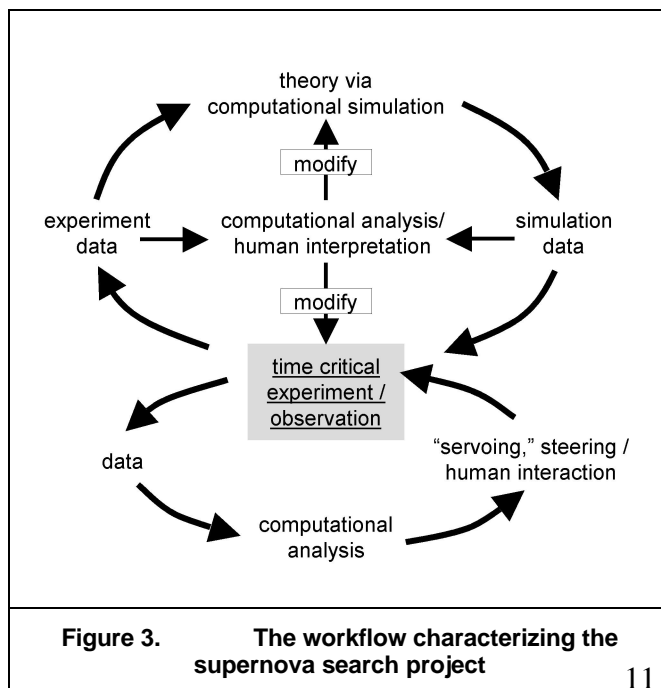 theory via
computational simulation
modify
experiment
data
computational analysis/
human interpretation
simulation
data
modify
time critical
experiment /
observation
data
“servoing,” steering /
human interaction
computational
analysis
Figure 3. The workflow characterizing the
supernova search project
11